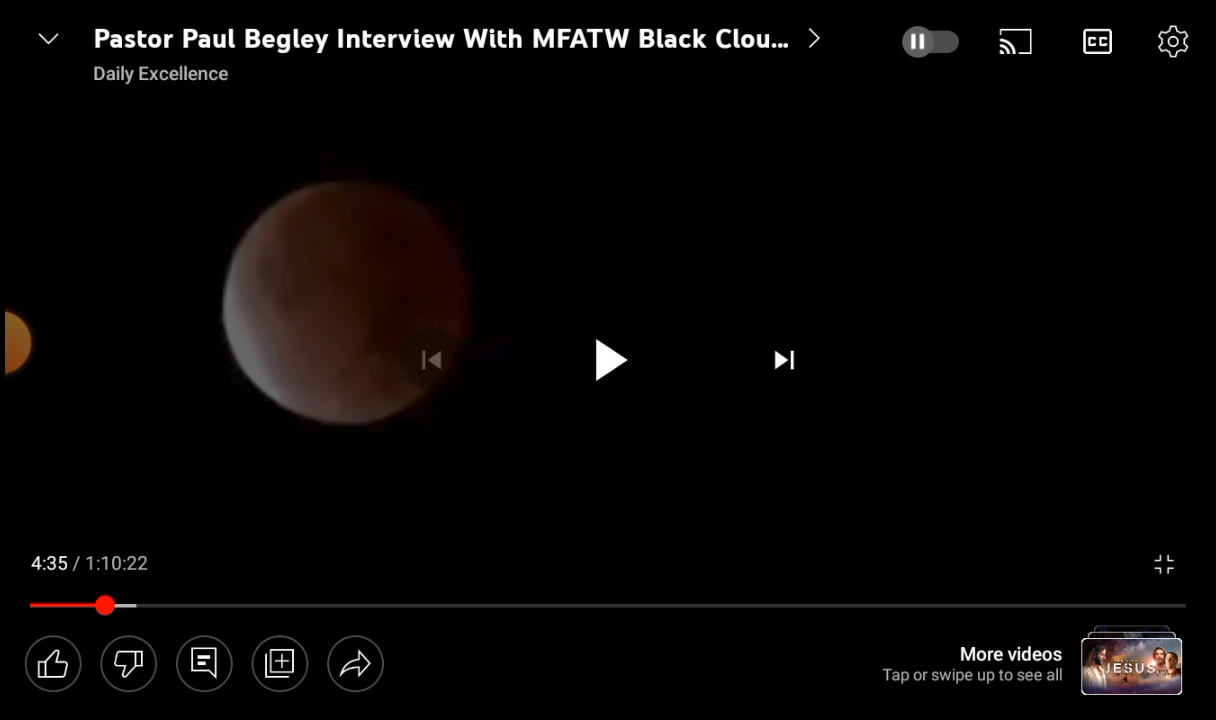 Pastor Paul Begley Interview With MFATW Black Clou...
Daily Excellence
CC
4:35 / 1:10:22
More videos
Tap or swipe up to see all
JESUS